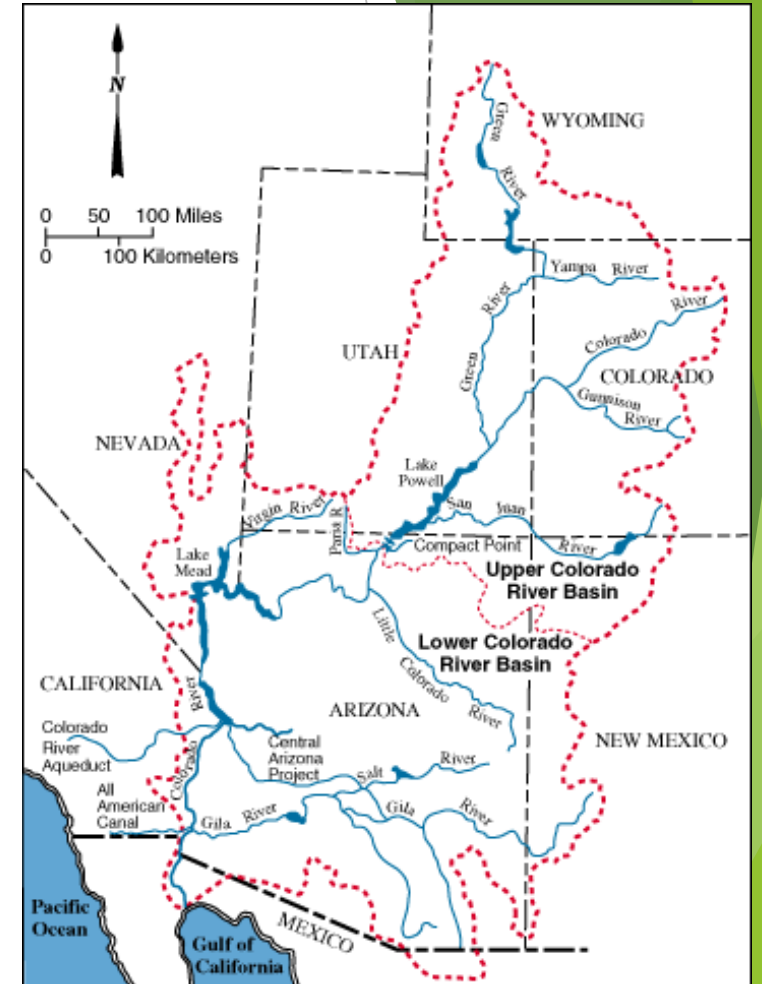 N
WYOMING
Green
River
0 50 100 Miles
0 100 Kilometers
Yampa River
River
Green
Colorado
River
UTAH
COLORADO
Gunnison
River
NEVADA
Lake
Powell
San Juan
River
Virgin River
Paria R.
Compact Point
Lake
Mead
Upper Colorado
River Basin
Little
Colorado
River
Lower Colorado
River Basin
CALIFORNIA
River
Colorado
ARIZONA
NEW MEXICO
Colorado
River
Aqueduct
Central
Arizona
Project
Salt River
All
American
Canal
Gila River
Gila River
MEXICO
Pacific
Ocean
Gulf of
California